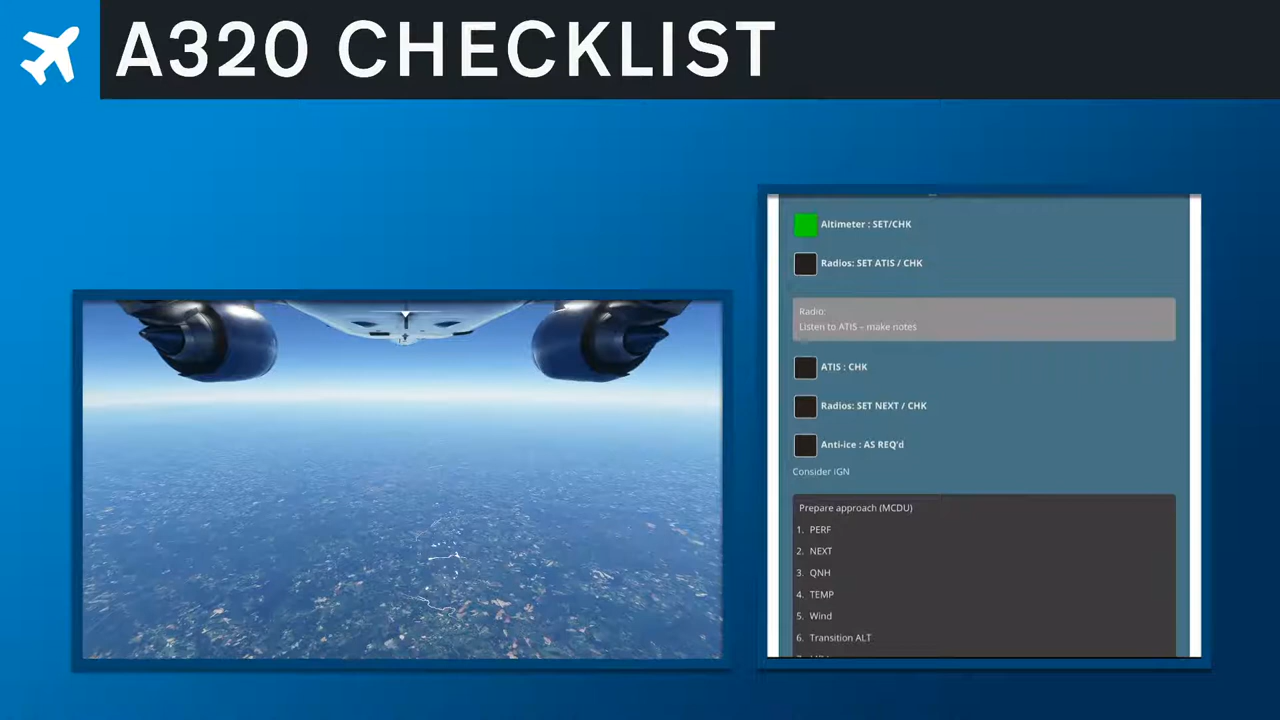 A320 CHECKLIST
Altimeter : SET/CHK
Radios: SET ATIS / CHK
Radio:
Listen to ATIS – make notes
ATIS : CHK
Radios: SET NEXT / CHK
Anti-ice : AS REQ'd
Consider IGN
Prepare approach (MCDU)
1. PERF
2. NEXT
3. QNH
4. TEMP
5. Wind
6. Transition ALT